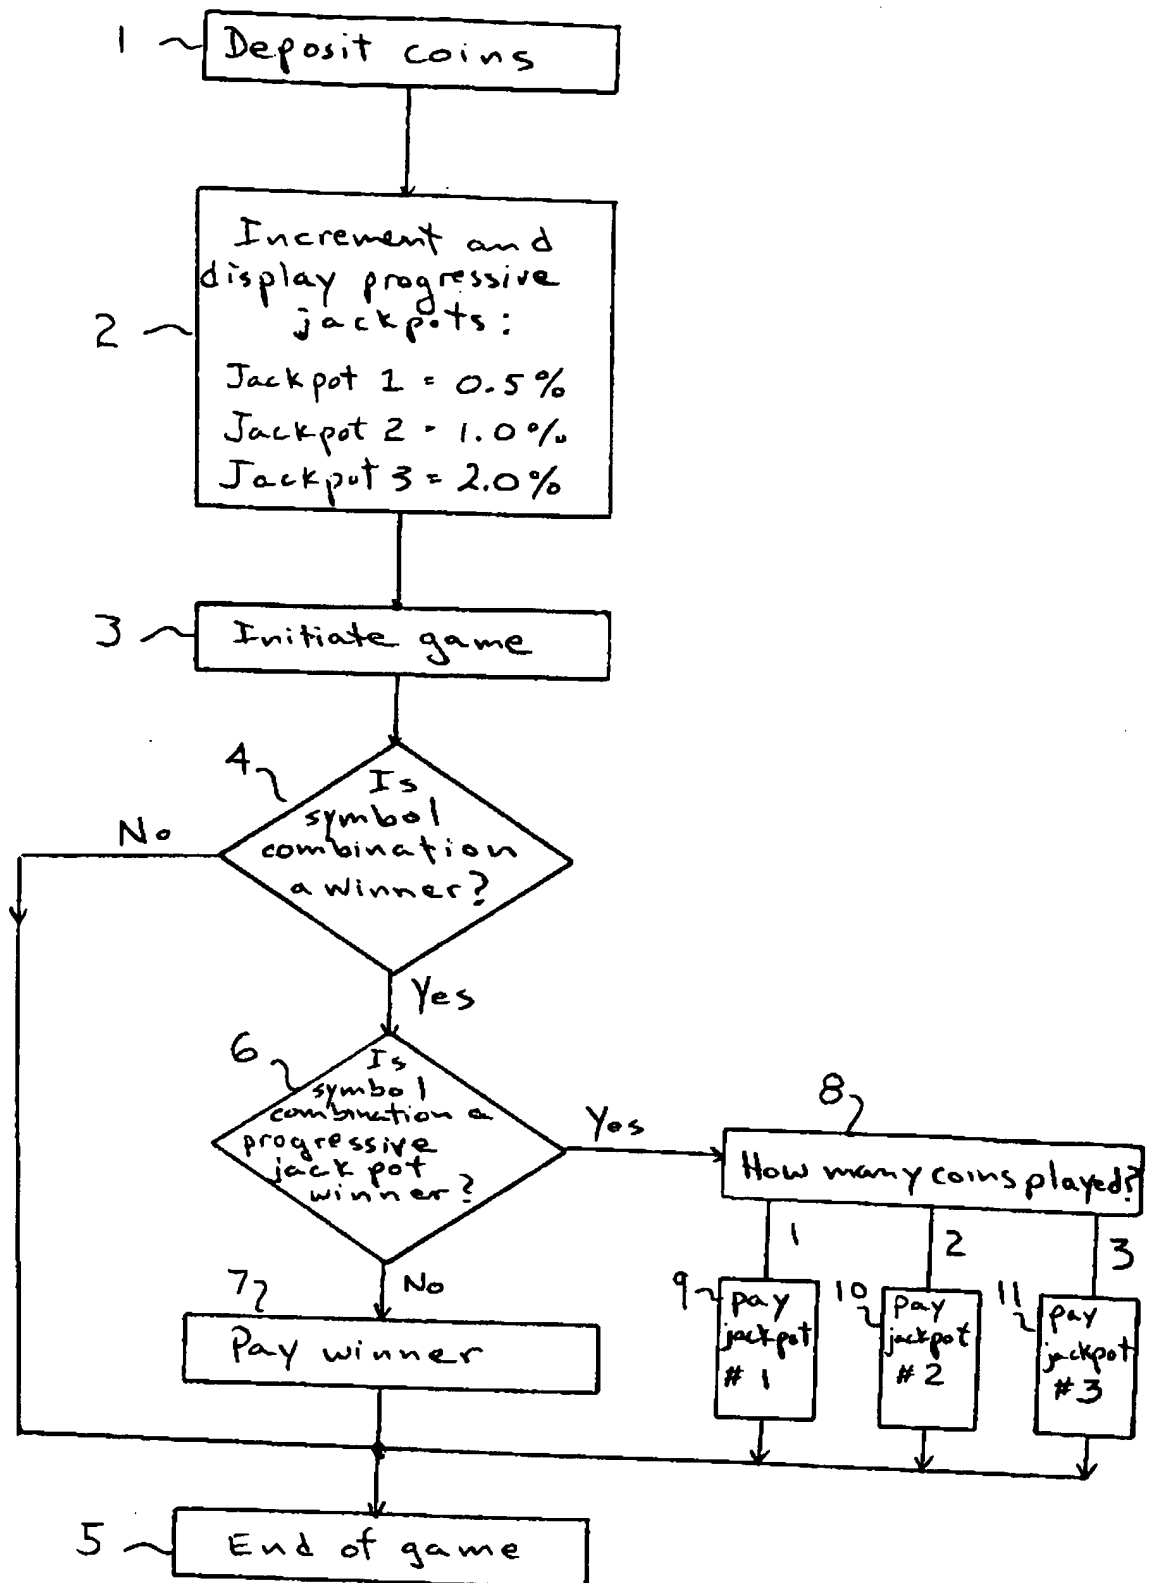 1
Deposit coins
2
Increment and
display progressive
jackpots:
Jackpot 1 = 0.5%
Jackpot 2 - 1.0%
Jackpot 3 = 2.0%
3
Initiate game
4
Is
symbol
combination
a winner?
No
Yes
6
Is
symbol
combination a
progressive
jackpot
winner?
Yes
8
How many coins played?
1
2
3
No
7
Pay winner
9
pay
jackpot
# 1
10
pay
jackpot
# 2
11
pay
jackpot
# 3
5
End of game